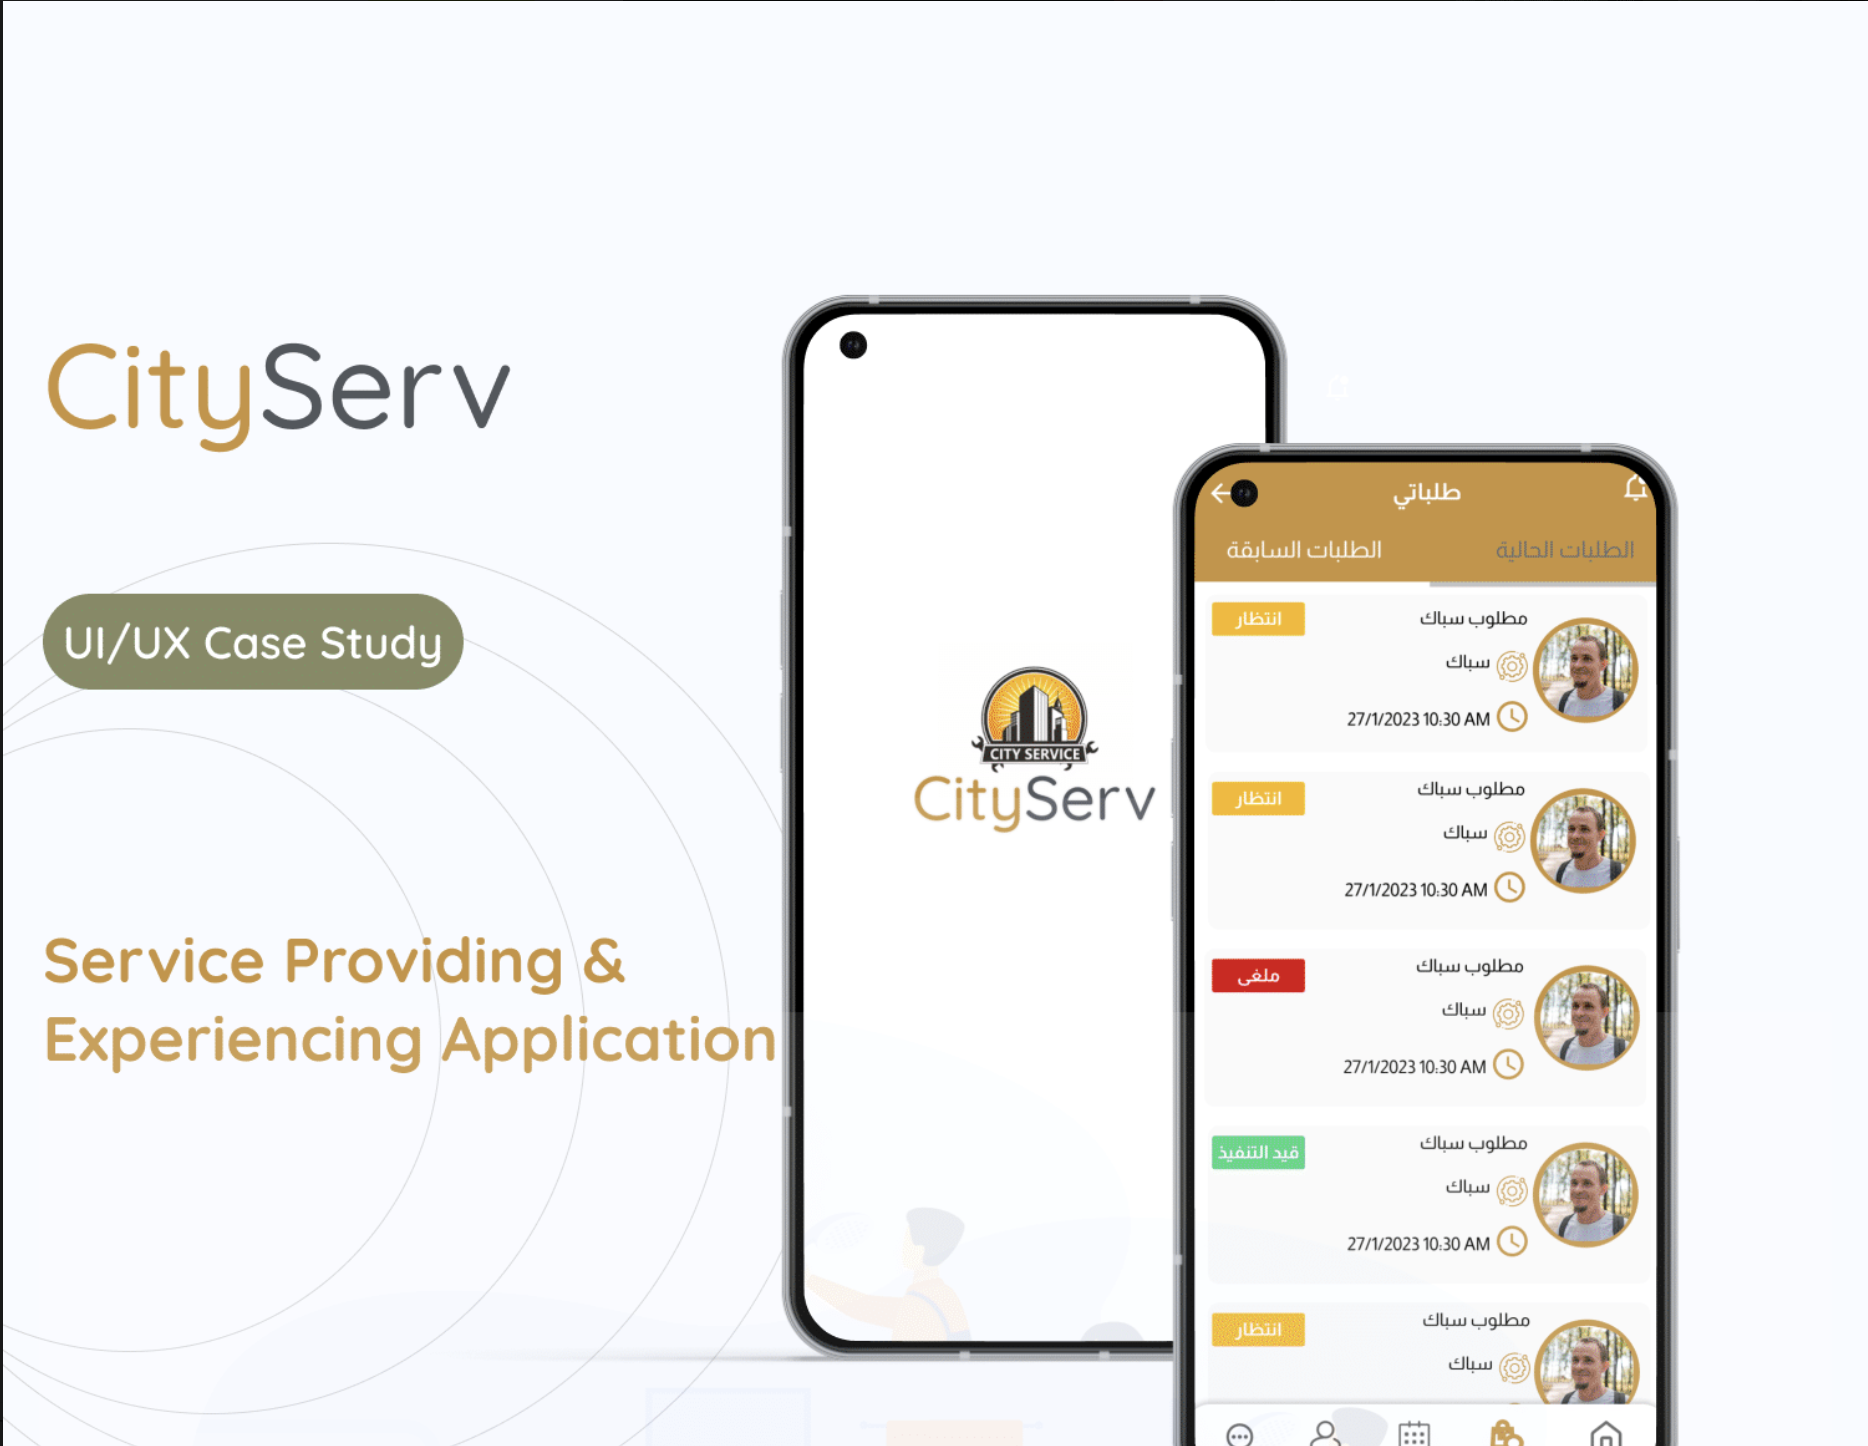 CityServ
UI/UX Case Study
Service Providing &
Experiencing Application
CITY SERVICE
CityServ
طلباتي
الطلبات الحالية
الطلبات السابقة
مطلوب سباك
انتظار
سباك
27/1/2023 10:30 AM
مطلوب سباك
انتظار
سباك
27/1/2023 10:30 AM
مطلوب سباك
ملغى
سباك
27/1/2023 10:30 AM
مطلوب سباك
قيد التنفيذ
سباك
27/1/2023 10:30 AM
مطلوب سباك
انتظار
سباك